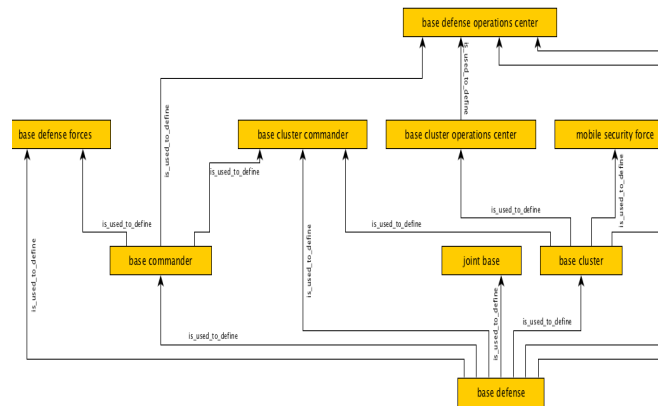 base defense operations center
is_used_to_define
base defense forces
base cluster commander
base cluster operations center
mobile security force
is_used_to_define
is_used_to_define
is_used_to_define
is_used_to_define
is_used_to_define
is_used_to_define
is_used_to_define
base commander
joint base
base cluster
is_used_to_define
is_used_to_define
is_used_to_define
is_used_to_define
is_used_to_define
base defense